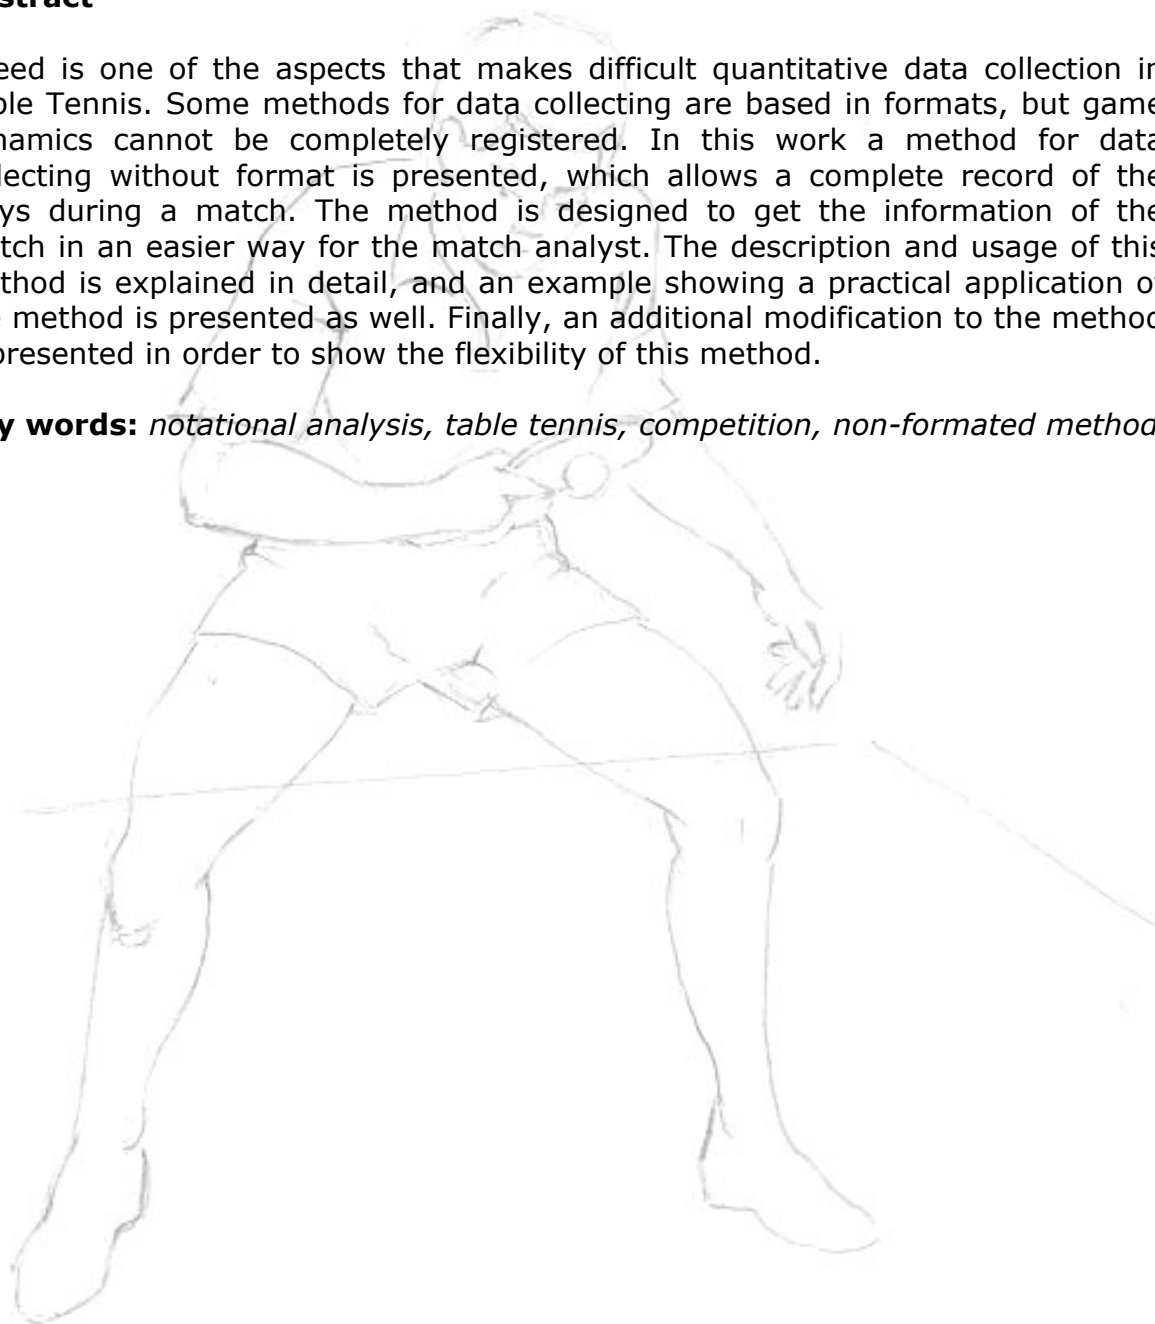 stract
eed is one of the aspects that makes difficult quantitative data collection in
ble Tennis. Some methods for data collecting are based in formats, but game
namics cannot be completely registered. In this work a method for data
lecting without format is presented, which allows a complete record of the
ys during a match. The method is designed to get the information of the
tch in an easier way for the match analyst. The description and usage of this
thod is explained in detail, and an example showing a practical application of
e method is presented as well. Finally, an additional modification to the method
presented in order to show the flexibility of this method.
y words: notational analysis, table tennis, competition, non-formated method